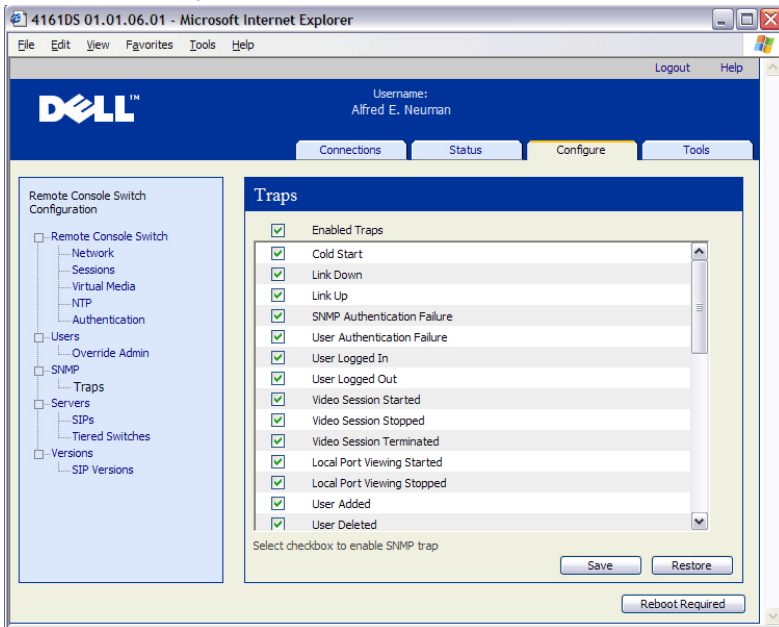 4161DS 01.01.06.01 - Microsoft Internet Explorer
File Edit View Favorites Tools Help
Logout Help
DELL™
Username:
Alfred E. Neuman
Connections Status Configure Tools
Remote Console Switch
Configuration
Remote Console Switch
Network
Sessions
Virtual Media
NTP
Authentication
Users
Override Admin
SNMP
Traps
Servers
SIPs
Tiered Switches
Versions
SIP Versions
Traps
Enabled Traps
Cold Start
Link Down
Link Up
SNMP Authentication Failure
User Authentication Failure
User Logged In
User Logged Out
Video Session Started
Video Session Stopped
Video Session Terminated
Local Port Viewing Started
Local Port Viewing Stopped
User Added
User Deleted
Select checkbox to enable SNMP trap
Save Restore
Reboot Required